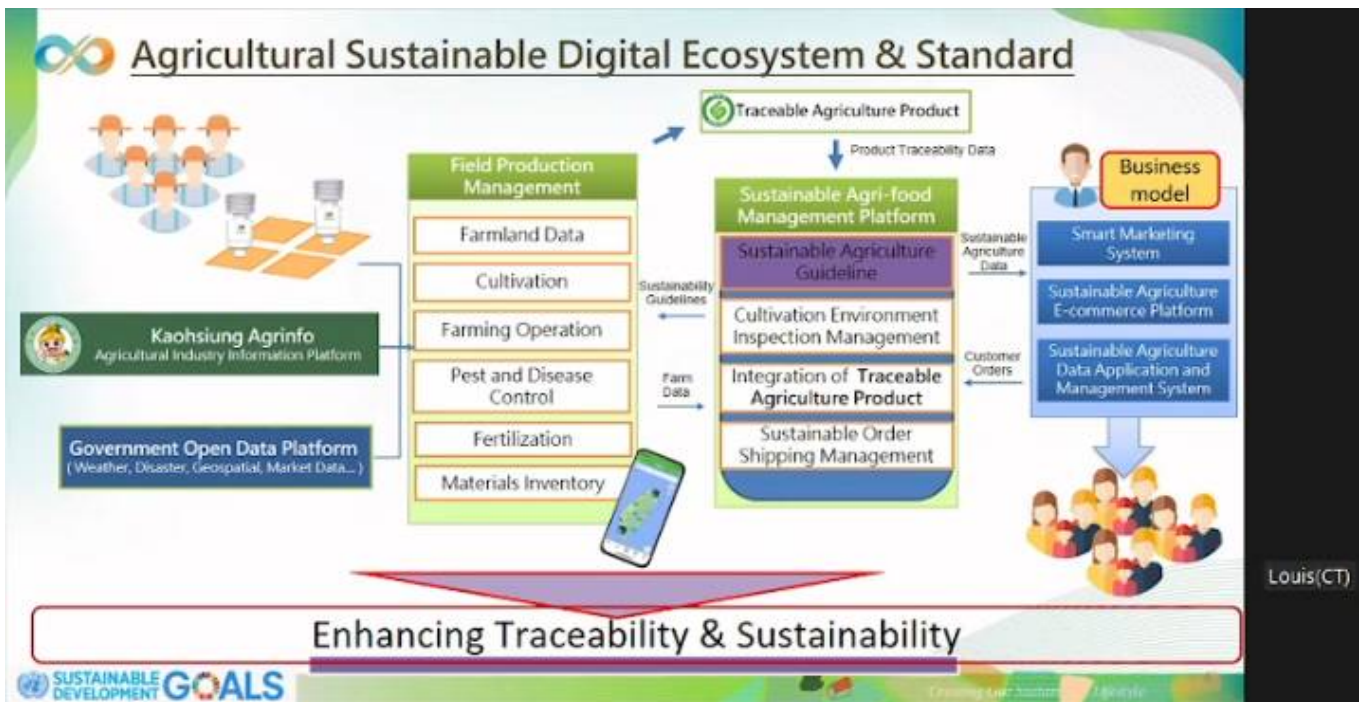 Agricultural Sustainable Digital Ecosystem & Standard
Traceable Agriculture Product
Product Traceability Data
Field Production
Management
Farmland Data
Cultivation
Farming Operation
Pest and Disease
Control
Fertilization
Materials Inventory
Kaohsiung Agrinfo
Agricultural Industry Information Platform
Government Open Data Platform
( Weather, Disaster, Geospatial, Market Data... )
Sustainability
Guidelines
Farm
Data
Sustainable Agri-food
Management Platform
Sustainable Agriculture
Guideline
Cultivation Environment
Inspection Management
Integration of Traceable
Agriculture Product
Sustainable Order
Shipping Management
Sustainable
Agriculture
Data
Customer
Orders
Business
model
Smart Marketing
System
Sustainable Agriculture
E-commerce Platform
Sustainable Agriculture
Data Application and
Management System
Louis(CT)
Enhancing Traceability & Sustainability
SUSTAINABLE
DEVELOPMENT GOALS